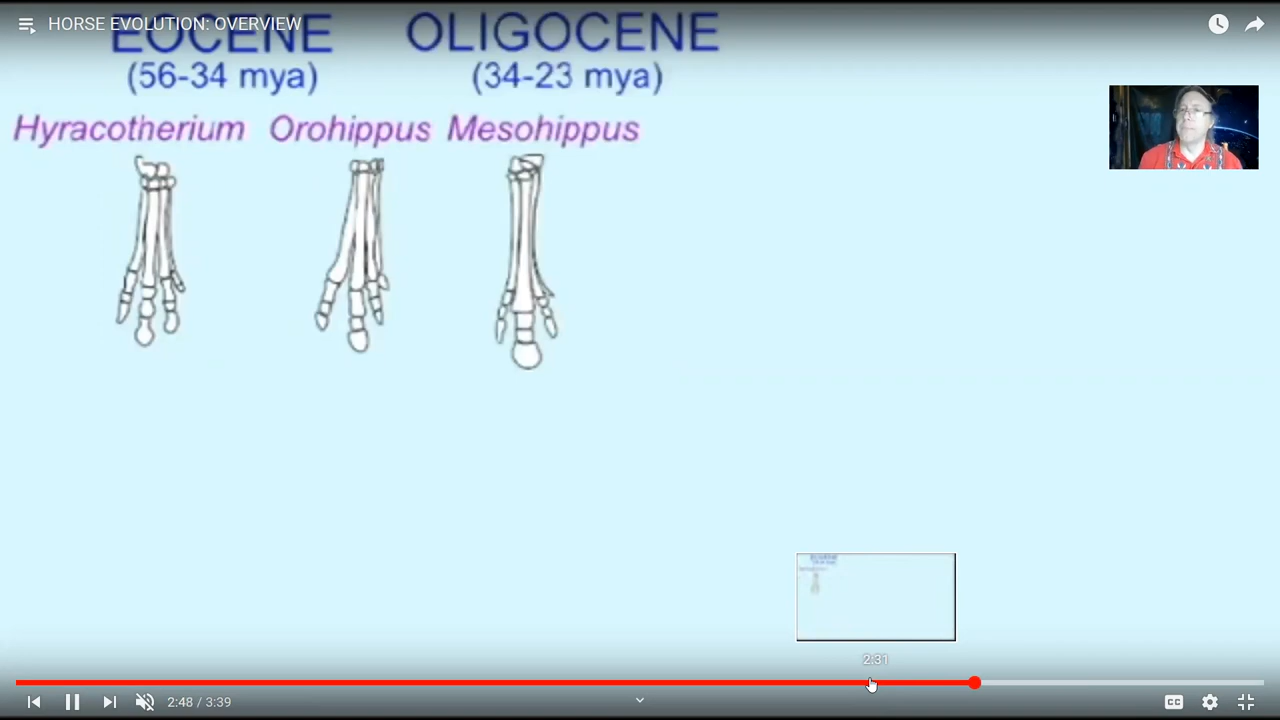 HORSE EVOLUTION: OVERVIEW
EOCENE OLIGOCENE
(56-34 mya) (34-23 mya)
Hyracotherium Orohippus Mesohippus
2:31
2:48 / 3:39
CC